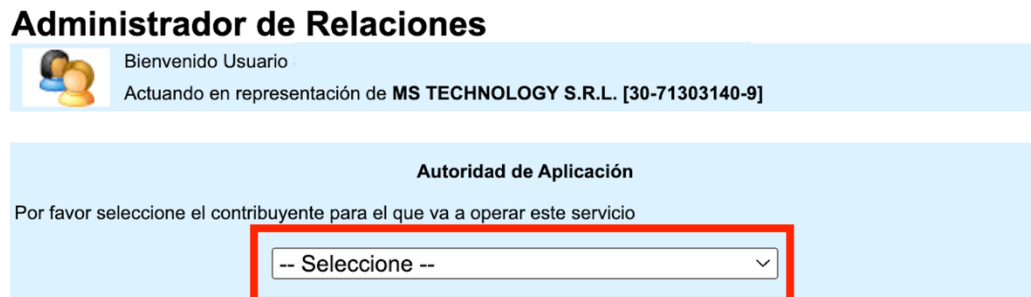 Administrador de Relaciones
Bienvenido Usuario
Actuando en representación de MS TECHNOLOGY S.R.L. [30-71303140-9]
Autoridad de Aplicación
Por favor seleccione el contribuyente para el que va a operar este servicio
-- Seleccione --